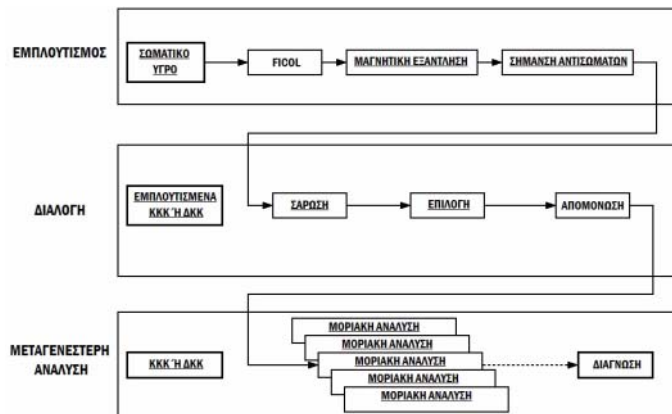 ΕΜΠΛΟΥΤΙΣΜΟΣ
ΣΩΜΑΤΙΚΟ
ΥΓΡΟ
FICOL
ΜΑΓΝΗΤΙΚΗ ΕΞΑΝΤΛΗΣΗ
ΣΗΜΑΝΣΗ ΑΝΤΙΣΩΜΑΤΩΝ
ΔΙΑΛΟΓΗ
ΕΜΠΛΟΥΤΙΣΜΕΝΑ
ΚΚΚ Ή ΔΚΚ
ΣΑΡΩΣΗ
ΕΠΙΛΟΓΗ
ΑΠΟΜΟΝΩΣΗ
ΜΕΤΑΓΕΝΕΣΤΕΡΗ
ΑΝΑΛΥΣΗ
ΚΚΚ Ή ΔΚΚ
ΜΟΡΙΑΚΗ ΑΝΑΛΥΣΗ
ΜΟΡΙΑΚΗ ΑΝΑΛΥΣΗ
ΜΟΡΙΑΚΗ ΑΝΑΛΥΣΗ
ΜΟΡΙΑΚΗ ΑΝΑΛΥΣΗ
ΜΟΡΙΑΚΗ ΑΝΑΛΥΣΗ
ΔΙΑΓΝΩΣΗ